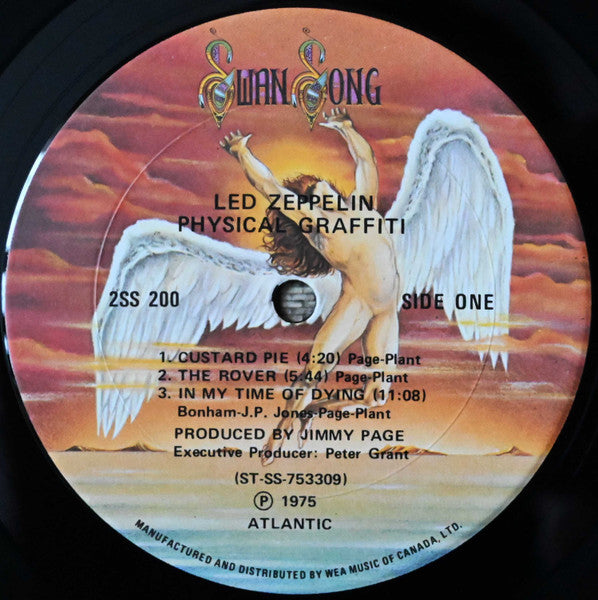 SWAN SONG
LED ZEPPELIN
PHYSICAL GRAFFITI
2SS 200
SIDE ONE
1. CUSTARD PIE (4:20) Page-Plant
2. THE ROVER (5:44) Page-Plant
3. IN MY TIME OF DYING (11:08)
Bonham-J.P. Jones-Page-Plant
PRODUCED BY JIMMY PAGE
Executive Producer: Peter Grant
(ST-SS-753309)
Ⓟ 1975
ATLANTIC
MANUFACTURED AND DISTRIBUTED BY WEA MUSIC OF CANADA, LTD.